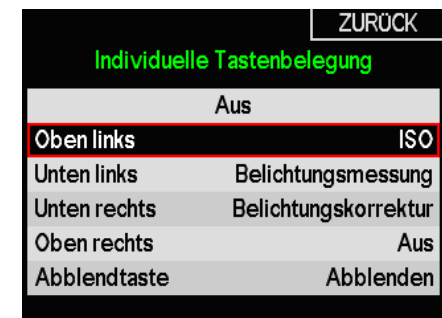 ZURÜCK
Individuelle Tastenbelegung
Aus
Oben links ISO
Unten links Belichtungsmessung
Unten rechts Belichtungskorrektur
Oben rechts Aus
Abblendtaste Abblenden